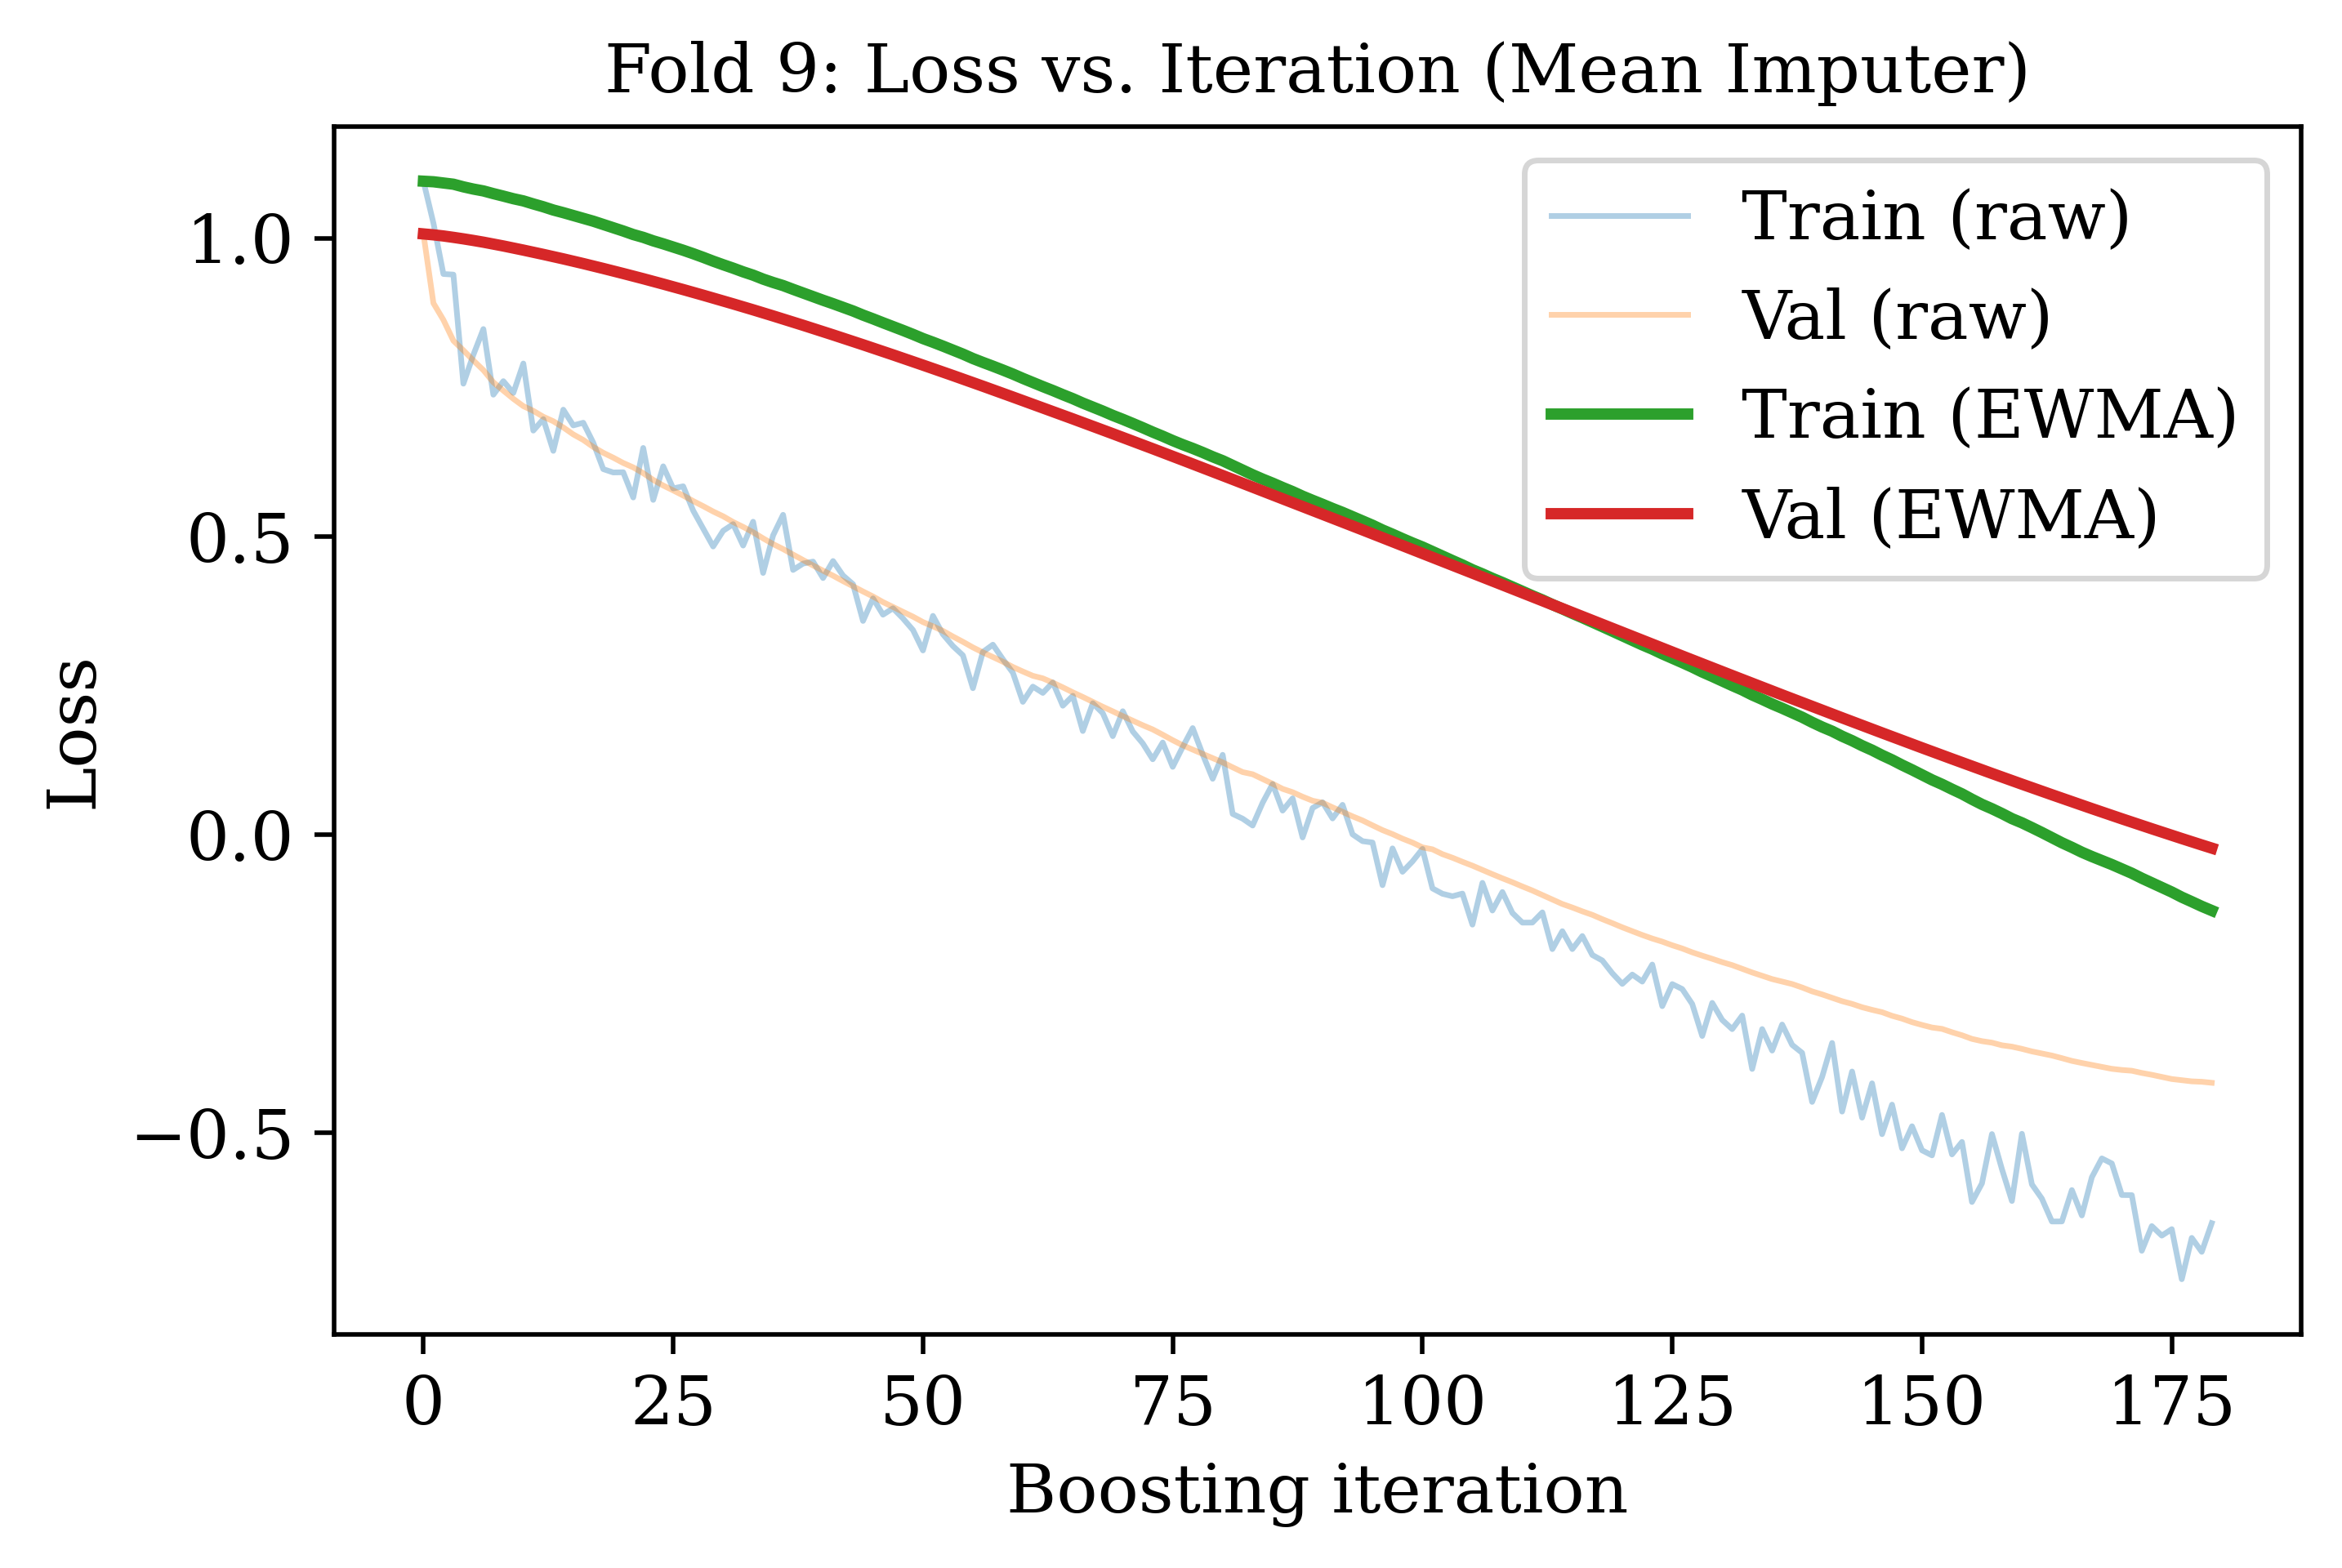 Fold 9: Loss vs. Iteration (Mean Imputer)
Train (raw)
Val (raw)
Train (EWMA)
Val (EWMA)
Loss
1.0
0.5
0.0
−0.5
0 25 50 75 100 125 150 175
Boosting iteration